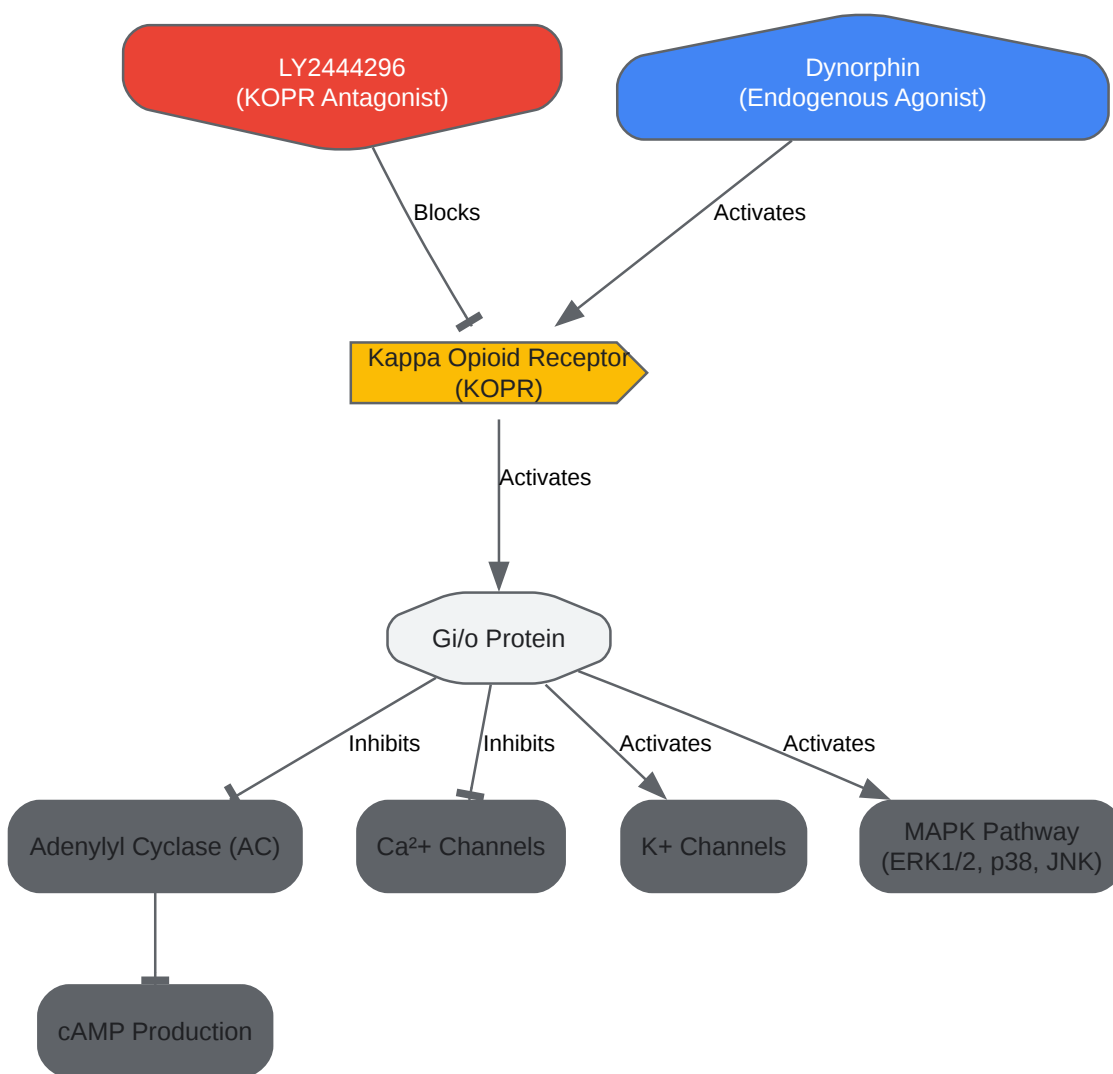 LY2444296
(KOPR Antagonist)
Dynorphin
(Endogenous Agonist)
Blocks
Activates
Kappa Opioid Receptor
(KOPR)
Activates
Gi/o Protein
Inhibits
Inhibits
Activates
Activates
Adenylyl Cyclase (AC)
Ca²+ Channels
K+ Channels
MAPK Pathway
(ERK1/2, p38, JNK)
cAMP Production